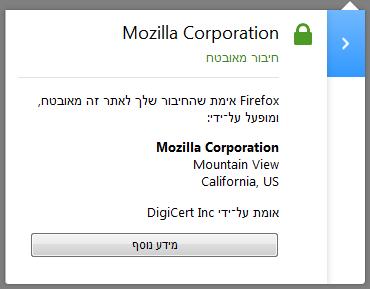 Mozilla Corporation
חיבור מאובטח
Firefox אימת שהחיבור שלך לאתר זה מאובטח,
ומופעל על־ידי:
Mozilla Corporation
Mountain View
California, US
אומת על־ידי DigiCert Inc
מידע נוסף